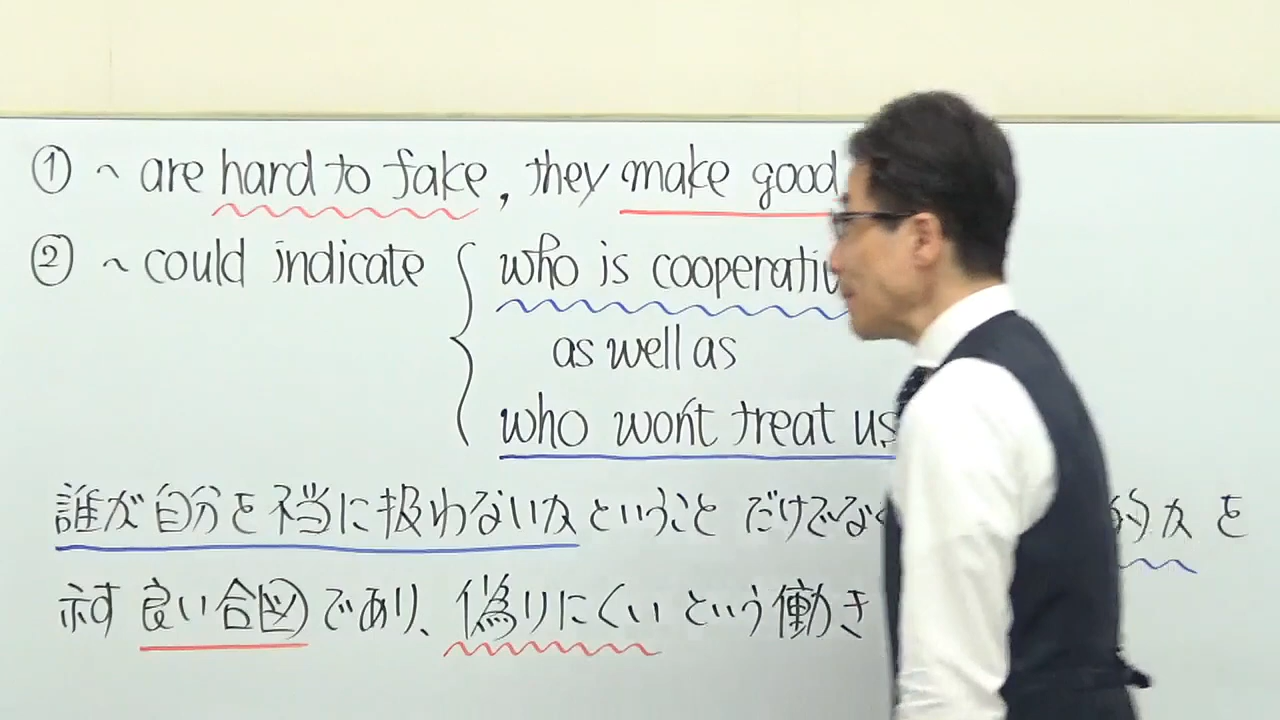 ① ~ are hard to fake, they make good
② ~ could indicate who is
as well as
who won't treat us
誰が自分を不当に扱わないかということ だけでな 的か を
示す 良い合図であり、偽りにくい という働き